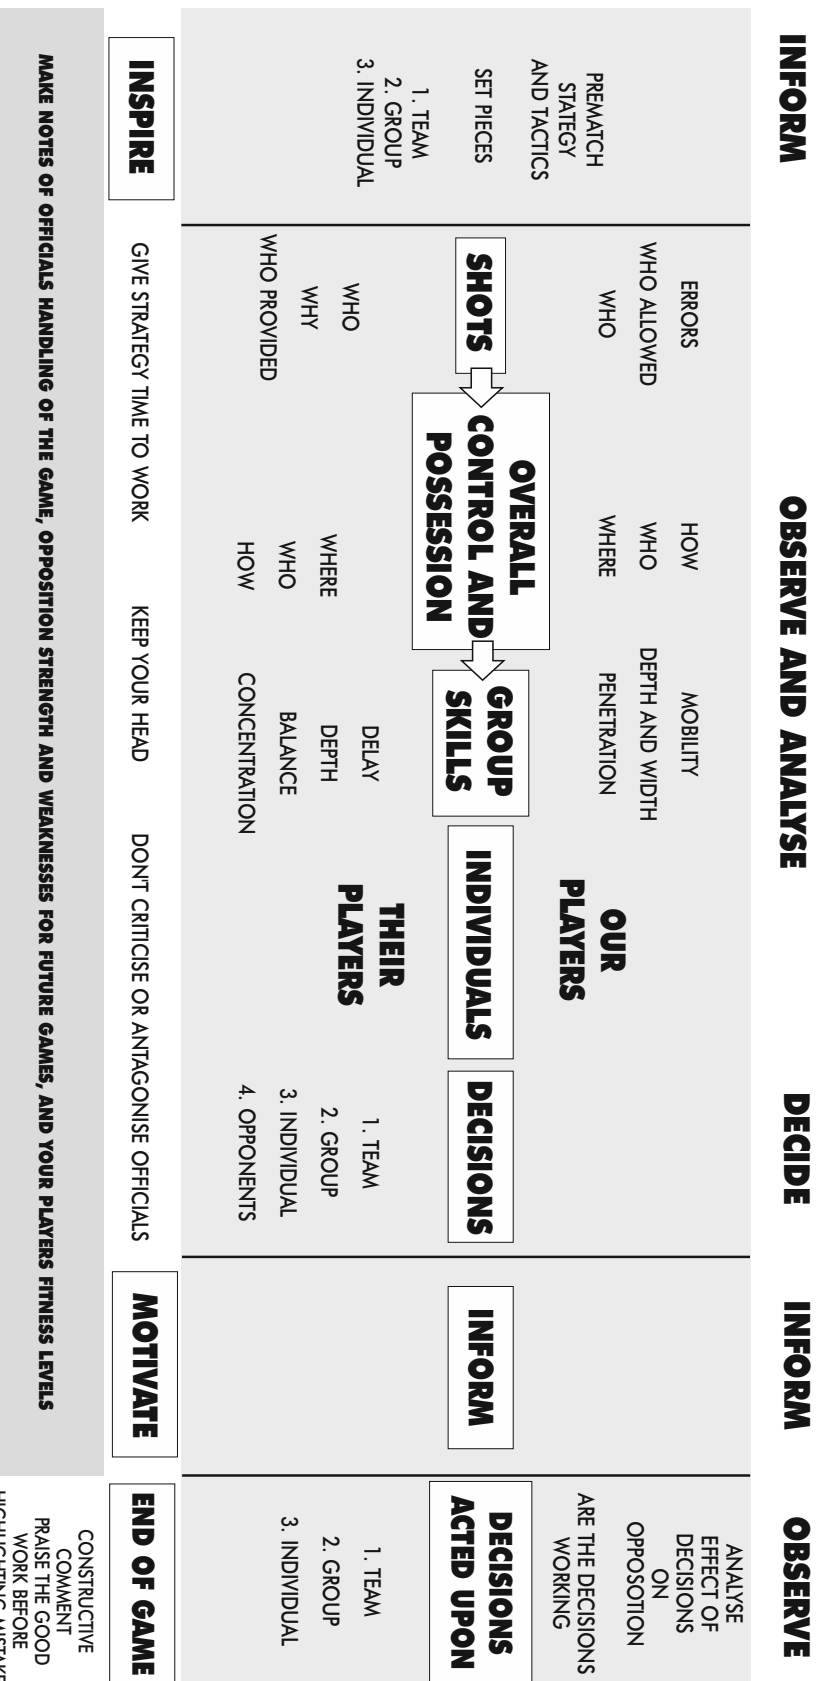 INFORM
OBSERVE AND ANALYSE
DECIDE
INFORM
OBSERVE
PREMATCH
STATEGY
AND TACTICS
SET PIECES
1. TEAM
2. GROUP
3. INDIVIDUAL
ERRORS
WHO ALLOWED
WHO
SHOTS
WHO
WHY
WHO PROVIDED
HOW
WHO
WHERE
OVERALL
CONTROL AND
POSSESSION
WHERE
WHO
HOW
MOBILITY
DEPTH AND WIDTH
PENETRATION
GROUP
SKILLS
DELAY
DEPTH
BALANCE
CONCENTRATION
OUR
PLAYERS
INDIVIDUALS
THEIR
PLAYERS
DECISIONS
1. TEAM
2. GROUP
3. INDIVIDUAL
4. OPPONENTS
INFORM
ANALYSE
EFFECT OF
DECISIONS
ON
OPPOSOTION
ARE THE DECISIONS
WORKING
DECISIONS
ACTED UPON
1. TEAM
2. GROUP
3. INDIVIDUAL
INSPIRE
GIVE STRATEGY TIME TO WORK
KEEP YOUR HEAD
DON'T CRITICISE OR ANTAGONISE OFFICIALS
MOTIVATE
END OF GAME
MAKE NOTES OF OFFICIALS HANDLING OF THE GAME, OPPOSITION STRENGTH AND WEAKNESSES FOR FUTURE GAMES, AND YOUR PLAYERS FITNESS LEVELS
CONSTRUCTIVE
COMMENT
PRAISE THE GOOD
WORK BEFORE